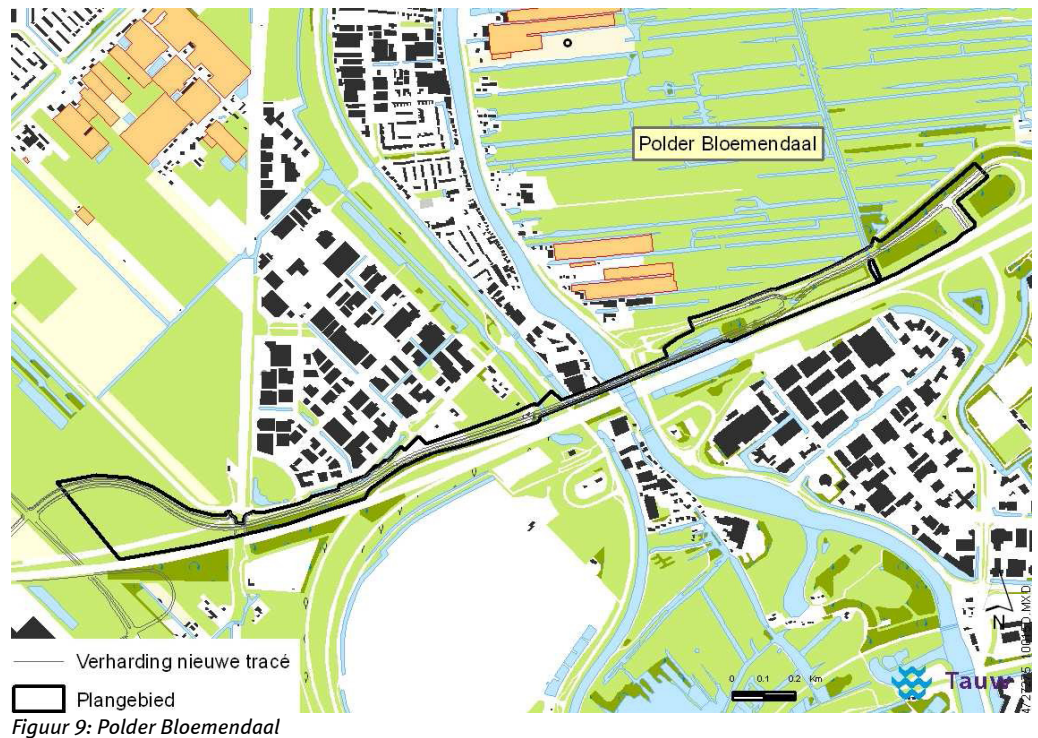 Polder Bloemendaal
Verharding nieuwe tracé
Plangebied
0 0.1 0.2 Km
N
Tauw
Figuur 9: Polder Bloemendaal